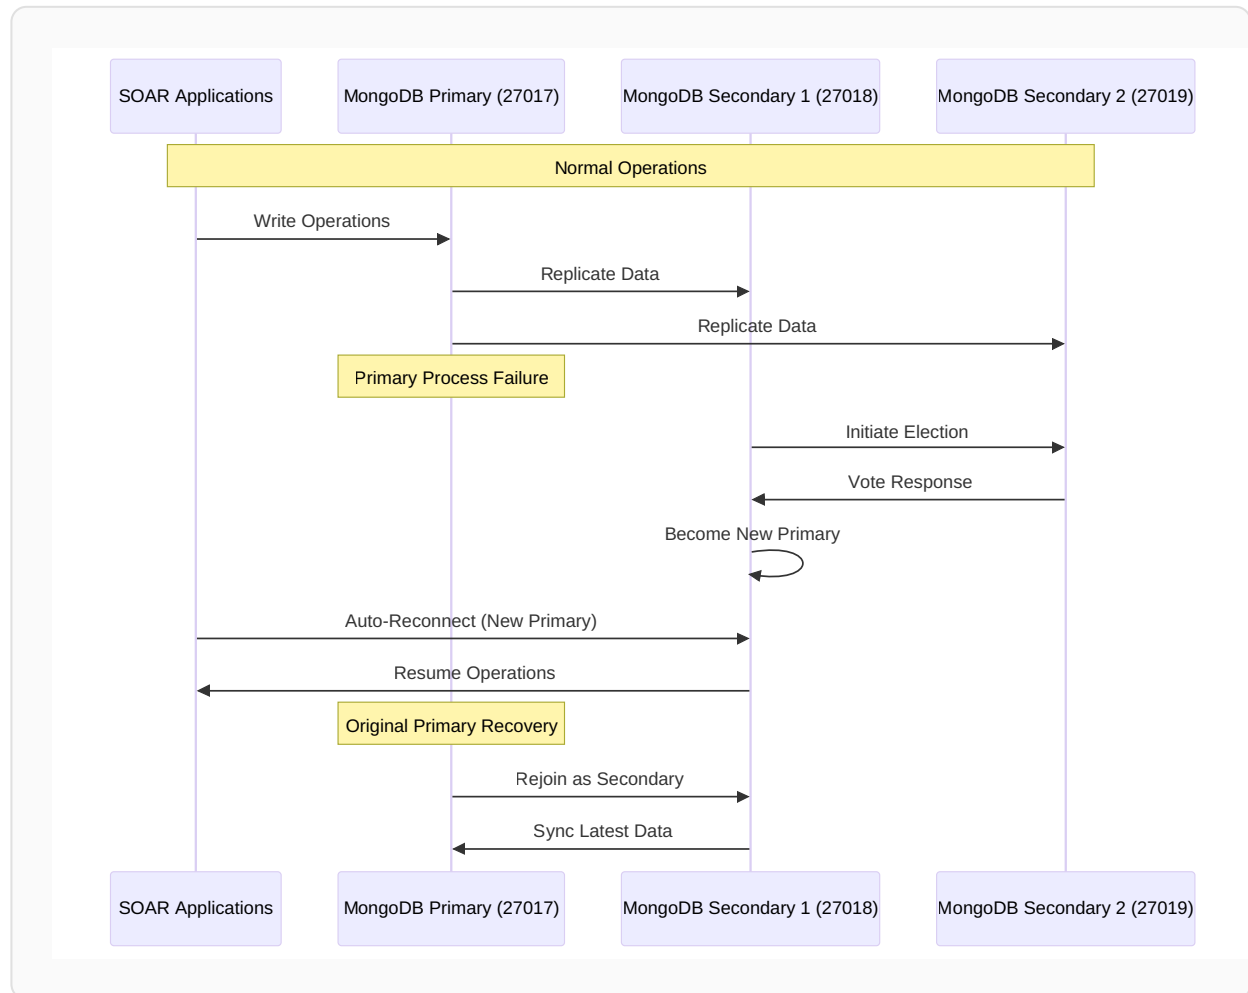 SOAR Applications
MongoDB Primary (27017)
MongoDB Secondary 1 (27018)
MongoDB Secondary 2 (27019)
Normal Operations
Write Operations
Replicate Data
Replicate Data
Primary Process Failure
Initiate Election
Vote Response
Become New Primary
Auto-Reconnect (New Primary)
Resume Operations
Original Primary Recovery
Rejoin as Secondary
Sync Latest Data
SOAR Applications
MongoDB Primary (27017)
MongoDB Secondary 1 (27018)
MongoDB Secondary 2 (27019)